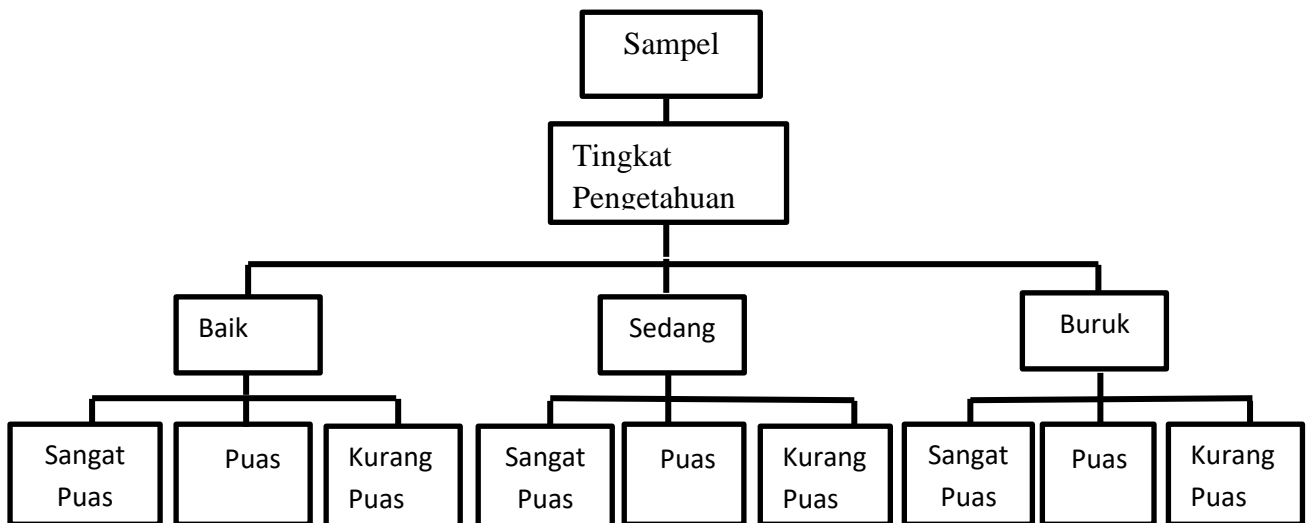 Sampel
Tingkat
Pengetahuan
Baik
Sedang
Buruk
Sangat
Puas
Puas
Kurang
Puas
Sangat
Puas
Puas
Kurang
Puas
Sangat
Puas
Puas
Kurang
Puas